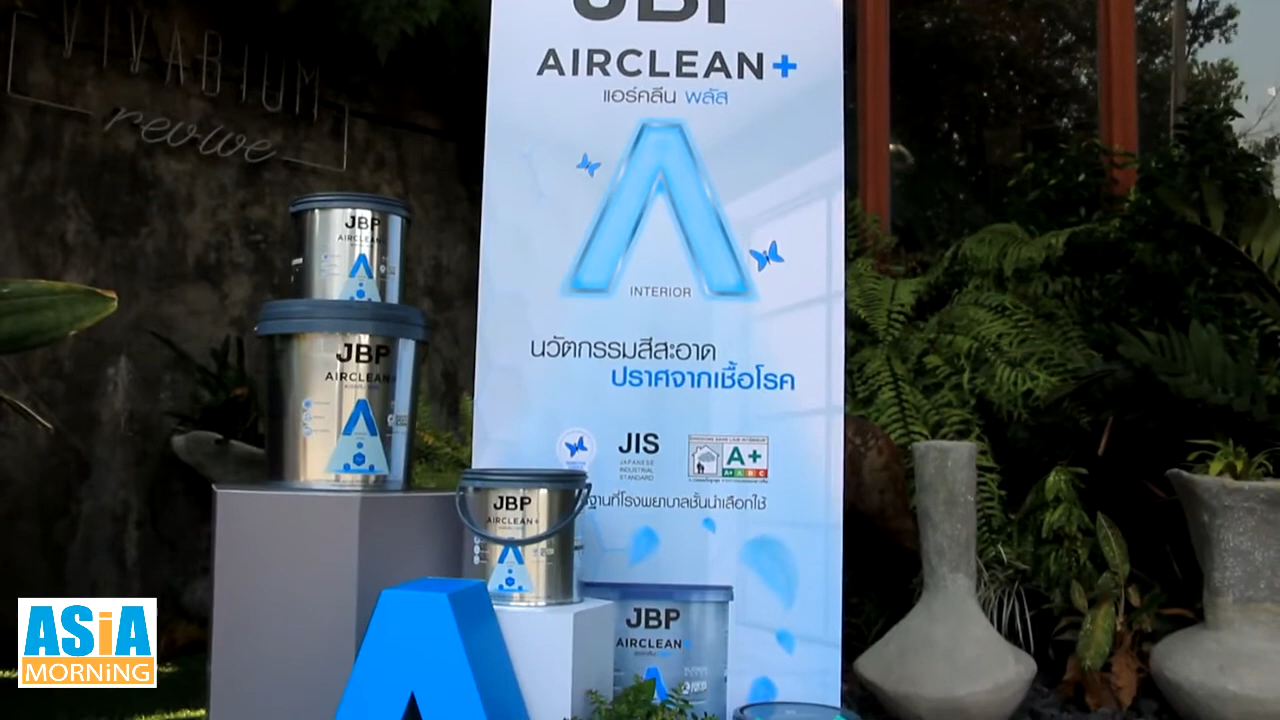 VIVABIUM
revive
JBP
AIRCLEAN+
แอร์คลีน พลัส
INTERIOR
นวัตกรรมสีสะอาด
ปราศจากเชื้อโรค
JIS
JAPANESE
INDUSTRIAL
STANDARD
A+
A+ A B C
ฐานที่โรงพยาบาลชั้นนำเลือกใช้
JBP
AIRCLEAN+
JBP
AIRCLEAN+
JBP
AIRCLEAN+
JBP
AIRCLEAN+
ASiA
MORNiNG